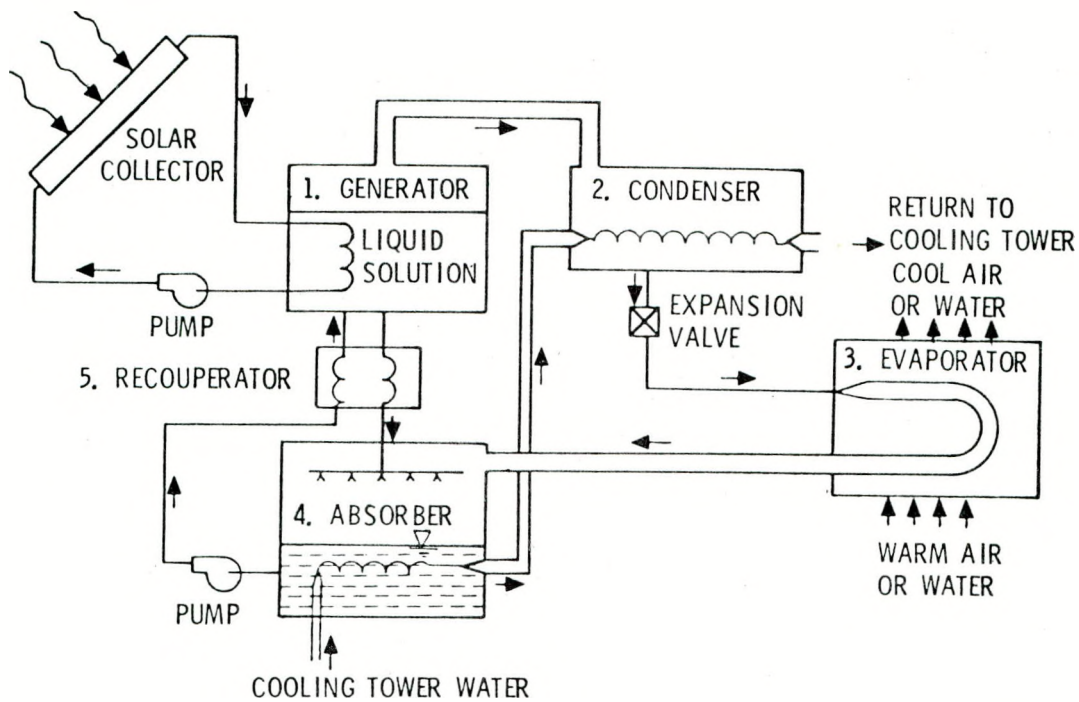 SOLAR
COLLECTOR
PUMP
1. GENERATOR
LIQUID
SOLUTION
2. CONDENSER
RETURN TO
COOLING TOWER
COOL AIR
OR WATER
EXPANSION
VALVE
3. EVAPORATOR
5. RECOUPERATOR
4. ABSORBER
PUMP
WARM AIR
OR WATER
COOLING TOWER WATER